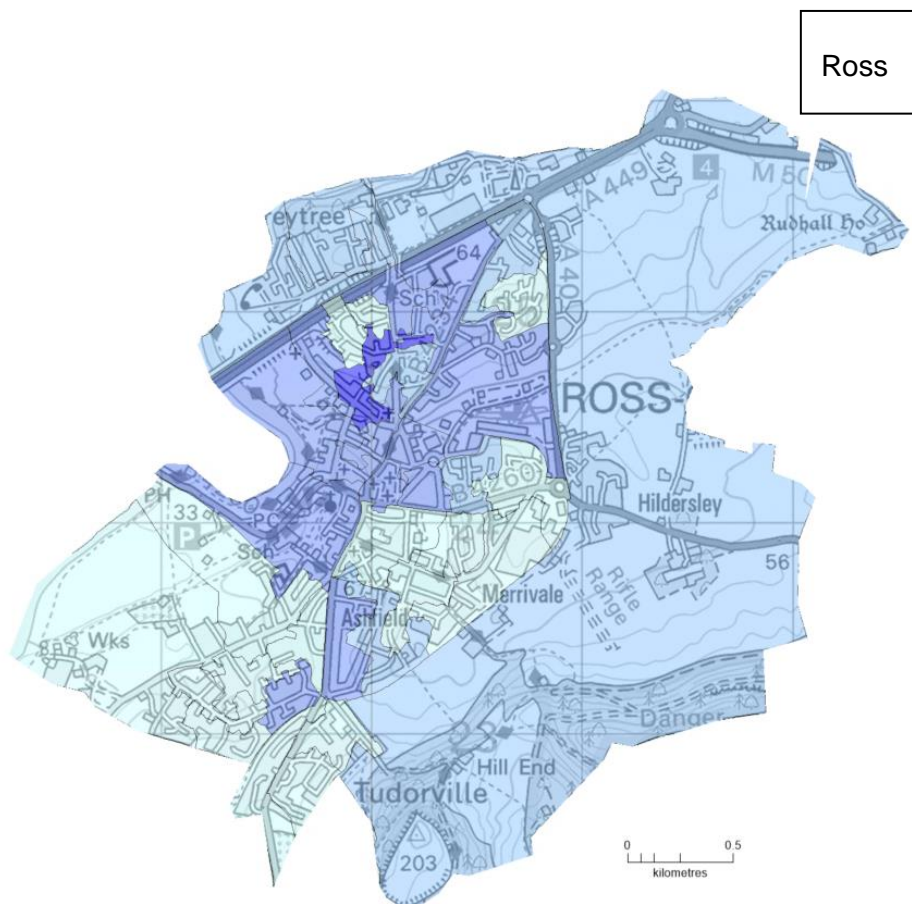 Ross
4
M 50
A 449
Rudhall Ho
eytree
64
A 40
Sch
ROSS
PH
33
P
PC
Sch
Hildersley
56
Rifle
Range
Merrivale
67
Ashfield
Wks
Danger
Hill End
Tudorville
203
0 0.5
kilometres